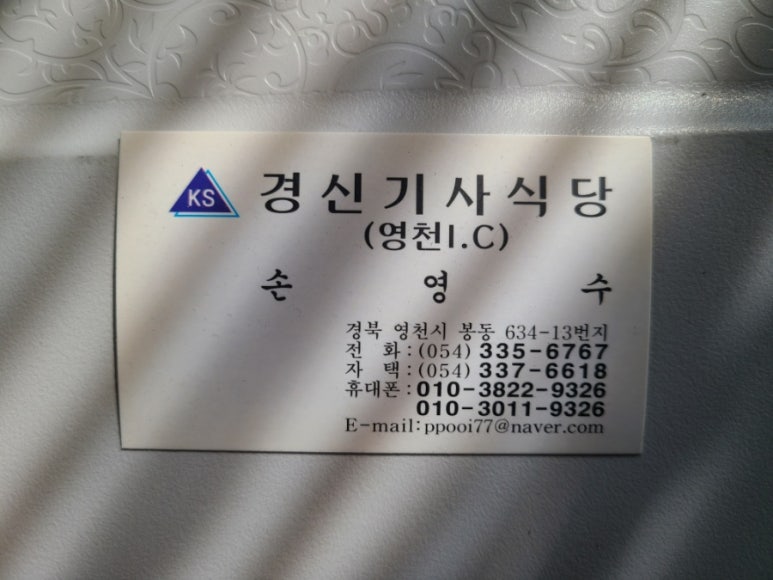 KS 경신기사식당
(영천I.C)
손 영 수
경북 영천시 봉동 634-13번지
전 화:(054) 335-6767
자 택:(054) 337-6618
휴대폰:010-3822-9326
010-3011-9326
E-mail:ppooi77@naver.com